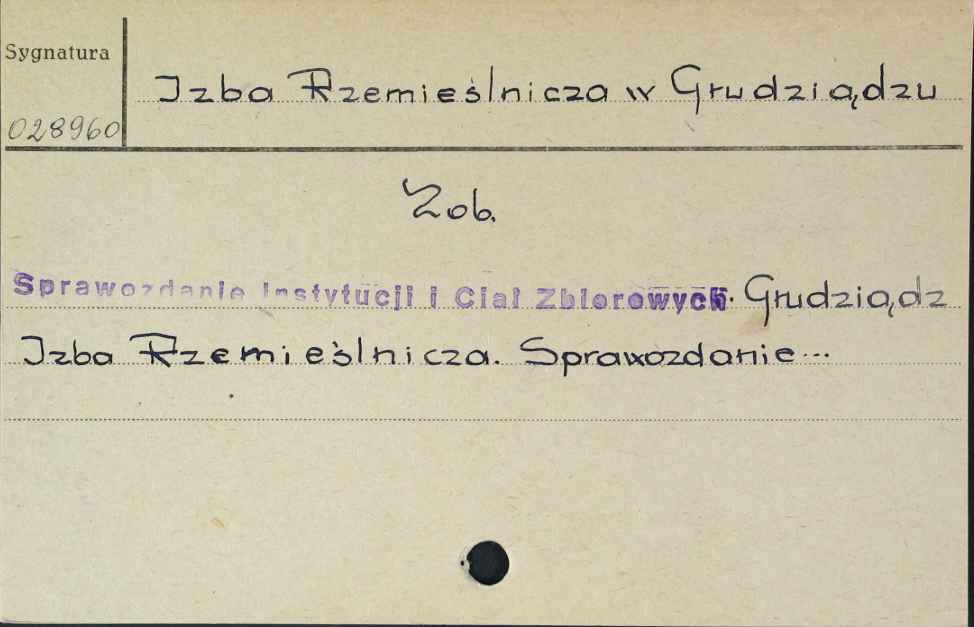 Sygnatura
Izba Rzemieślnicza w Grudziądzu
028960
Zob.
Sprawozdanie Instytucji i Ciał Zbiorowych. Grudziądz
Izba Rzemieślnicza. Sprawozdanie...